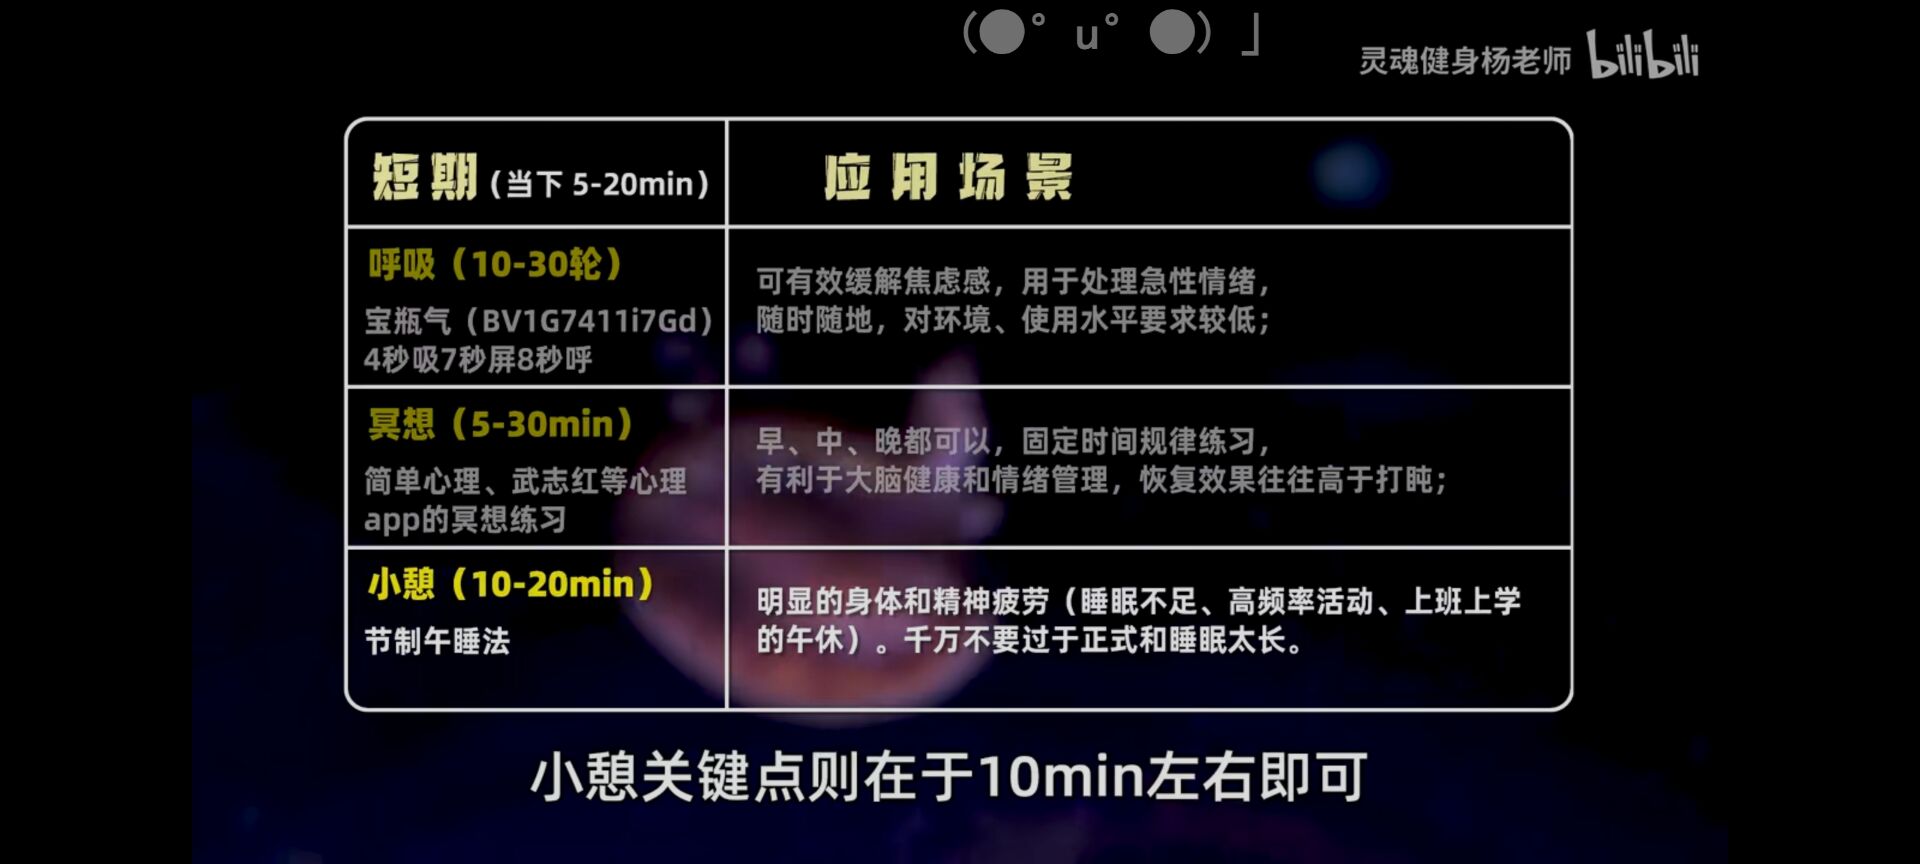 （●°  u°  ●）」
灵魂健身杨老师 bilibili
短期（当下 5-20min）
应用场景
呼吸（10-30轮）
宝瓶气（BV1G7411i7Gd）
4秒吸7秒屏8秒呼
可有效缓解焦虑感，用于处理急性情绪，
随时随地，对环境、使用水平要求较低；
冥想（5-30min）
简单心理、武志红等心理
app的冥想练习
早、中、晚都可以，固定时间规律练习，
有利于大脑健康和情绪管理，恢复效果往往高于打盹；
小憩（10-20min）
节制午睡法
明显的身体和精神疲劳（睡眠不足、高频率活动、上班上学
的午休）。千万不要过于正式和睡眠太长。
小憩关键点则在于10min左右即可